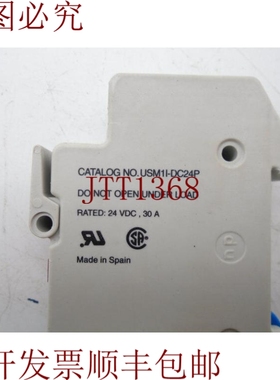 图必究
CATALOG NO. USM1I-DC24P
JTT1368
DO NOT OPEN UNDER LOAD
RATED: 24 VDC , 30 A
Made in Spain
开发票顺丰包邮